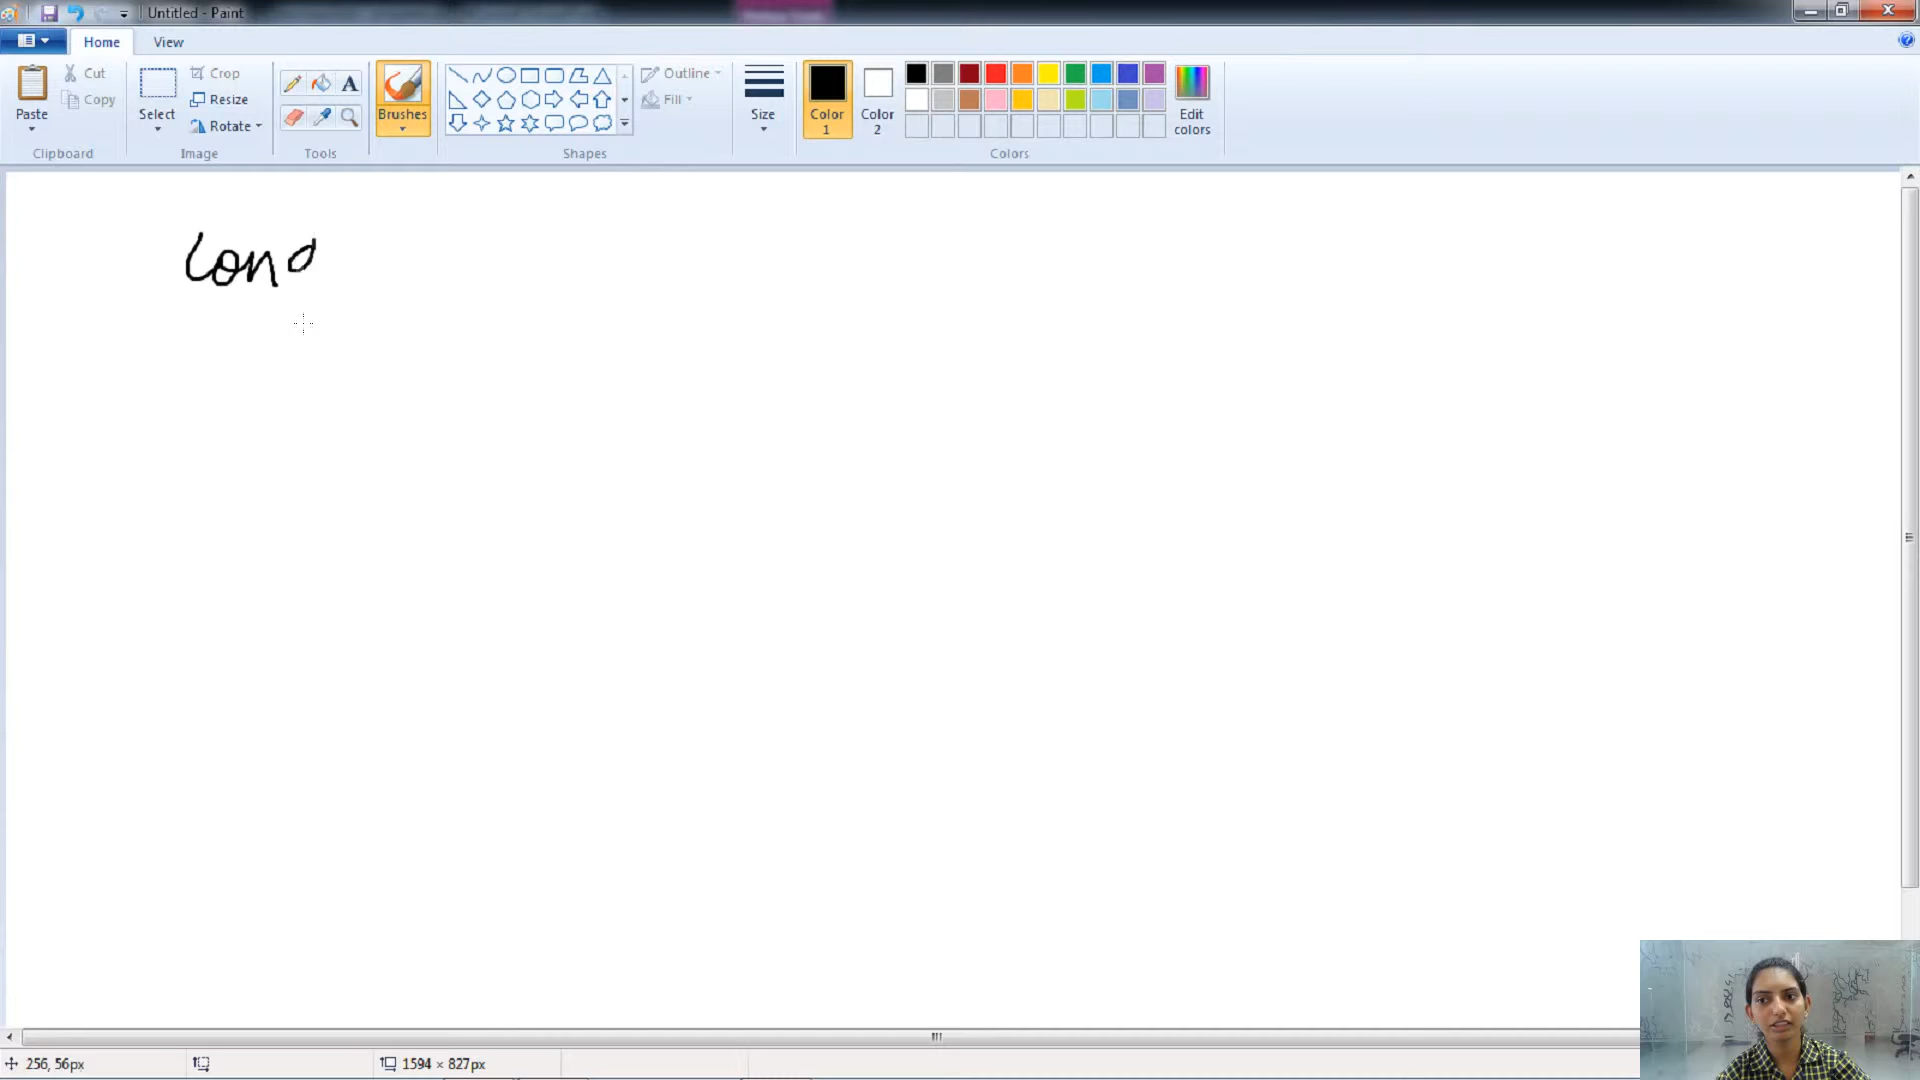 Untitled - Paint
Home View
Paste
Cut
Copy
Clipboard
Select
Crop
Resize
Rotate
Image
Tools
Brushes
Shapes
Outline
Fill
Size
Color 1
Color 2
Edit colors
Colors
Con
256, 56px
1594 × 827px